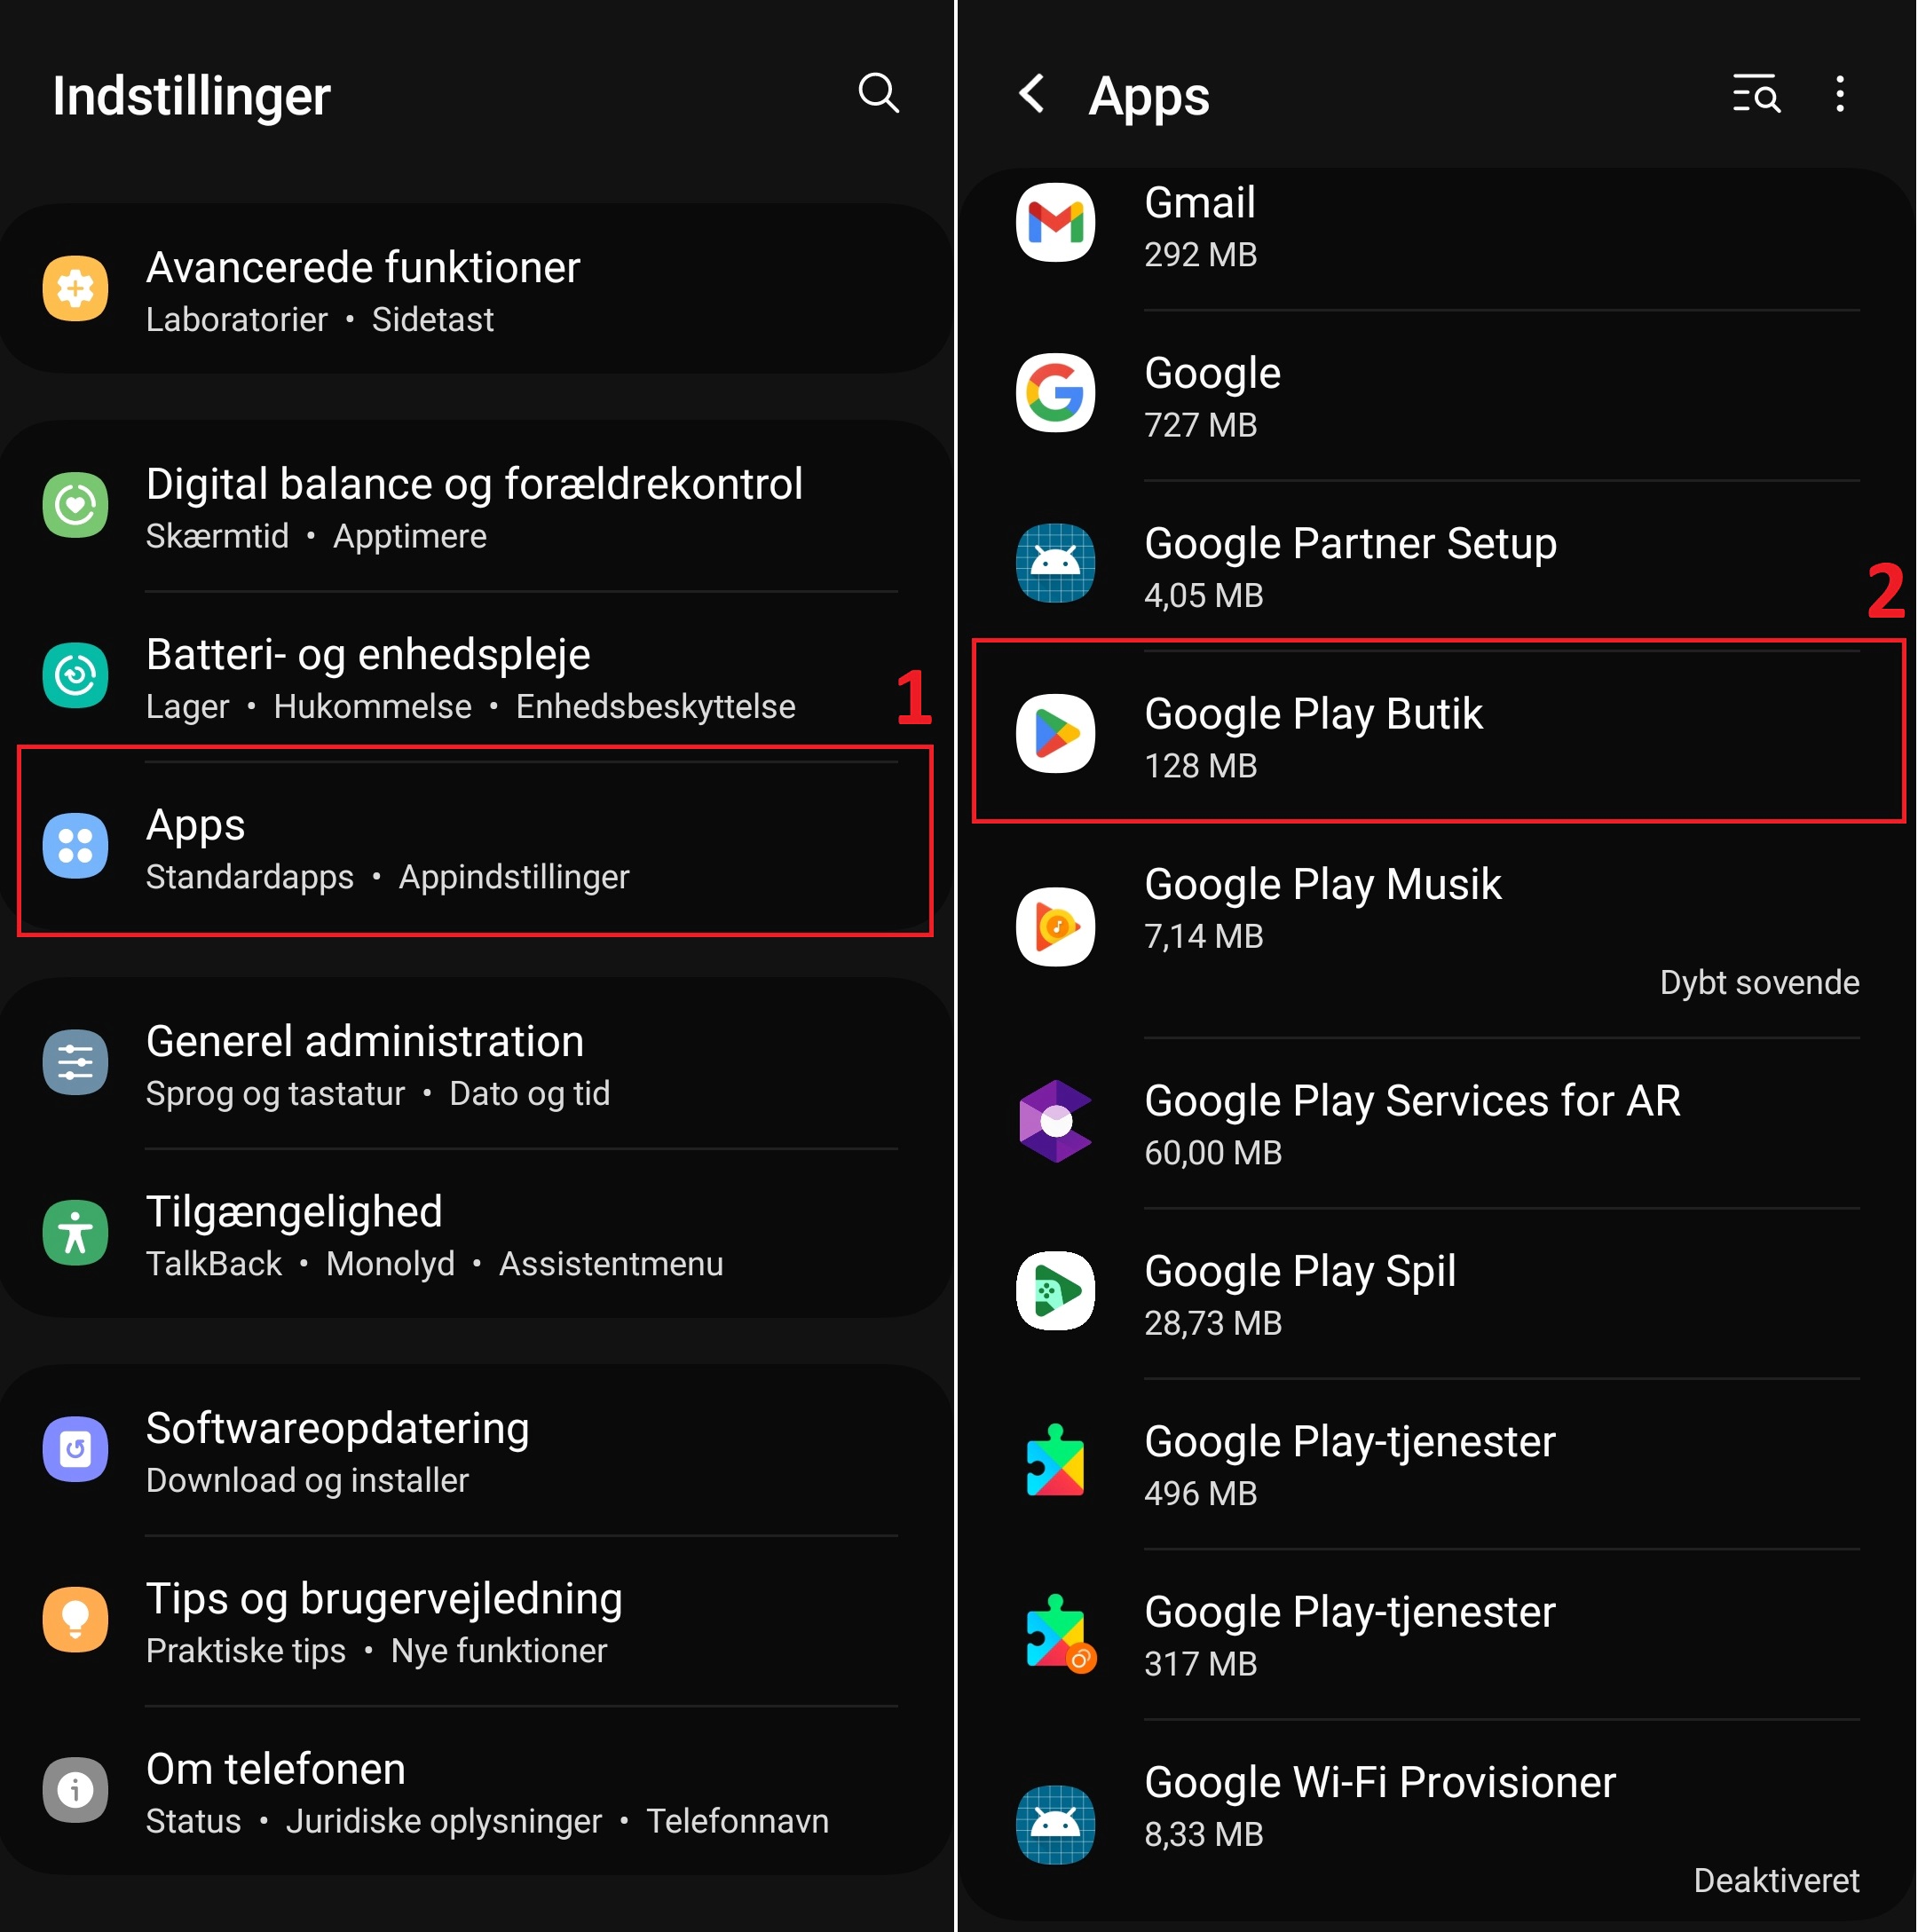 Indstillinger
Avancerede funktioner
Laboratorier • Sidetast
Digital balance og forældrekontrol
Skærmtid • Apptimere
Batteri- og enhedspleje
Lager • Hukommelse • Enhedsbeskyttelse
1
Apps
Standardapps • Appindstillinger
Generel administration
Sprog og tastatur • Dato og tid
Tilgængelighed
TalkBack • Monolyd • Assistentmenu
Softwareopdatering
Download og installer
Tips og brugervejledning
Praktiske tips • Nye funktioner
Om telefonen
Status • Juridiske oplysninger • Telefonnavn
Apps
Gmail
292 MB
Google
727 MB
Google Partner Setup
4,05 MB
2
Google Play Butik
128 MB
Google Play Musik
7,14 MB
Dybt sovende
Google Play Services for AR
60,00 MB
Google Play Spil
28,73 MB
Google Play-tjenester
496 MB
Google Play-tjenester
317 MB
Google Wi-Fi Provisioner
8,33 MB
Deaktiveret